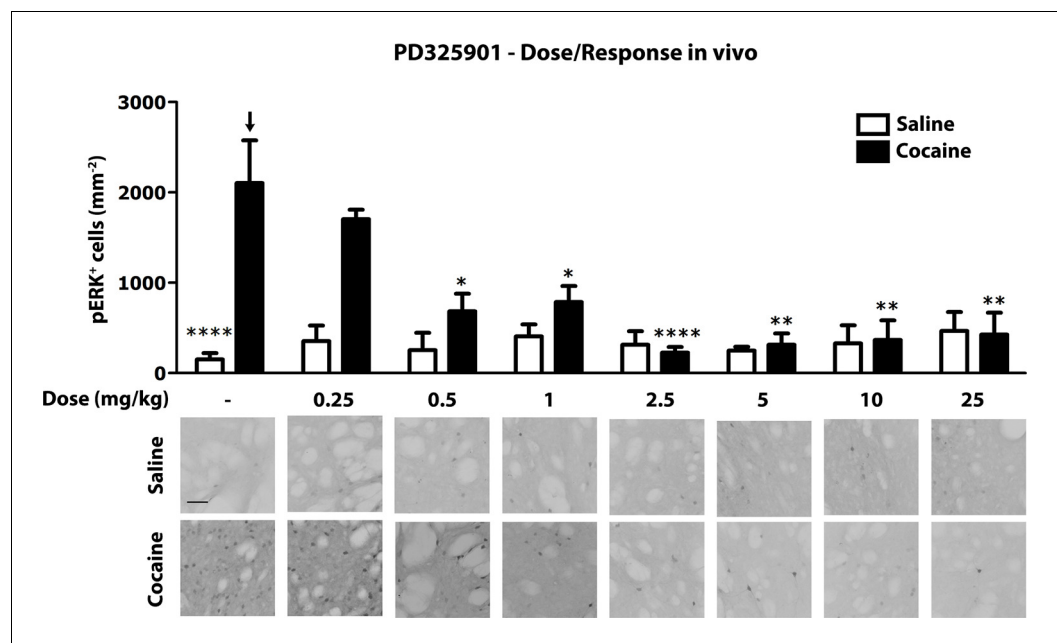 PD325901 - Dose/Response in vivo
pERK⁺ cells (mm⁻²)
3000
2000
1000
0
Saline
Cocaine
****
*
*
****
**
**
**
Dose (mg/kg) - 0.25 0.5 1 2.5 5 10 25
Saline
Cocaine